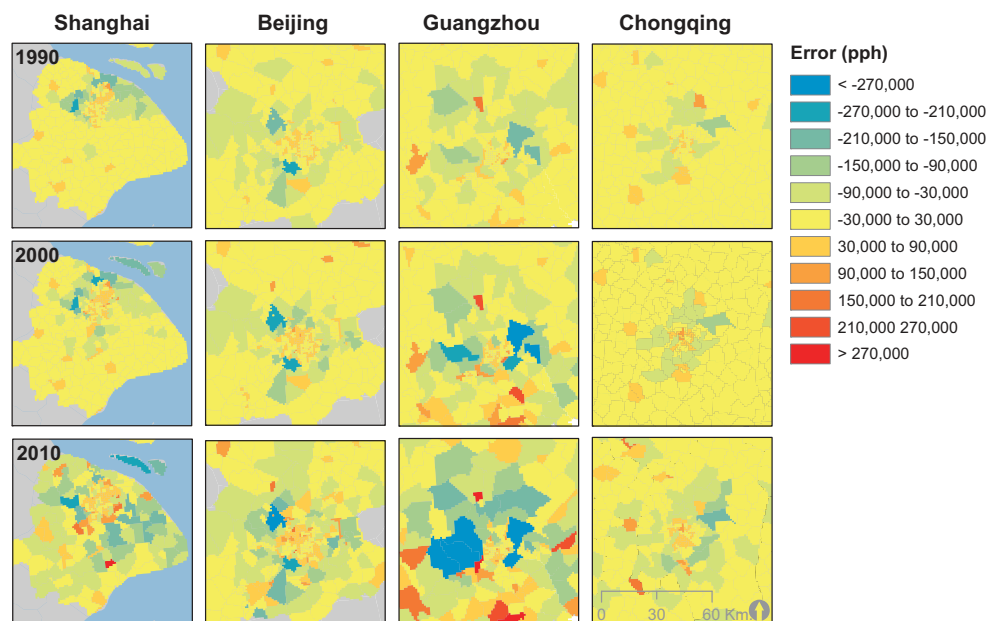 Shanghai Beijing Guangzhou Chongqing
1990
2000
2010
Error (pph)
< -270,000
-270,000 to -210,000
-210,000 to -150,000
-150,000 to -90,000
-90,000 to -30,000
-30,000 to 30,000
30,000 to 90,000
90,000 to 150,000
150,000 to 210,000
210,000 270,000
> 270,000
0 30 60 Km